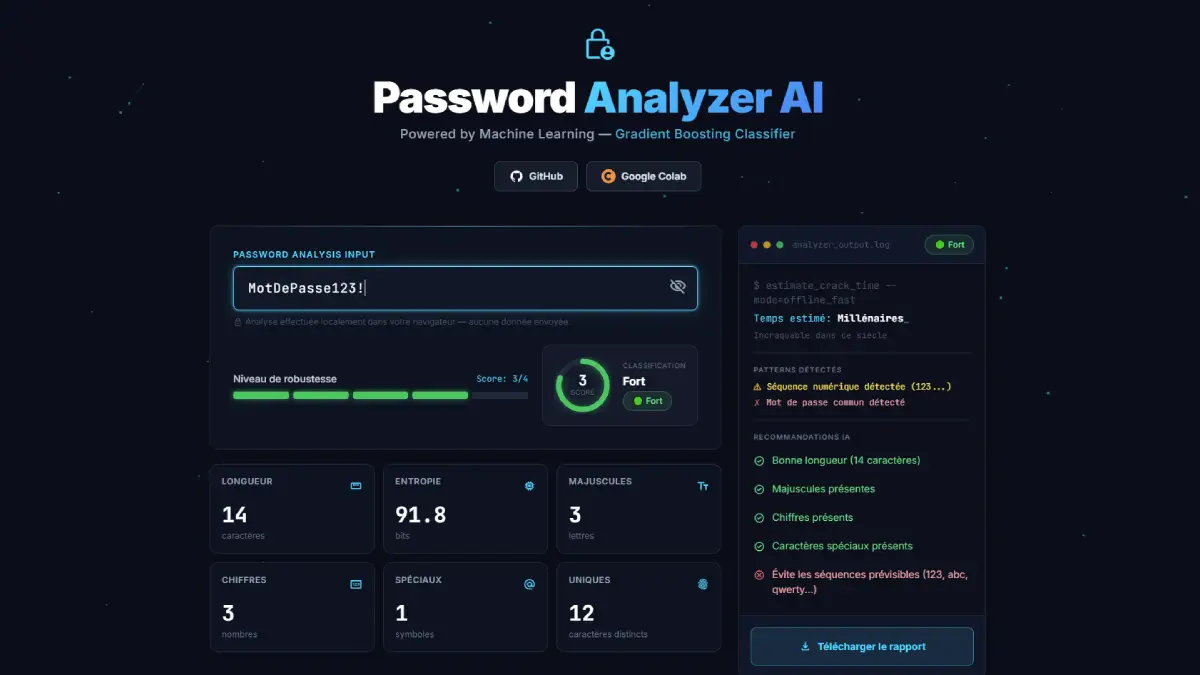 Password Analyzer AI
Powered by Machine Learning — Gradient Boosting Classifier
GitHub
Google Colab
PASSWORD ANALYSIS INPUT
MotDePasse123!
Analyse effectuée localement dans votre navigateur — aucune donnée envoyée.
Niveau de robustesse
Score: 3/4
3
SCORE
CLASSIFICATION
Fort
Fort
LONGUEUR
14
caractères
ENTROPIE
91.8
bits
MAJUSCULES
Tт
3
lettres
CHIFFRES
3
nombres
SPÉCIAUX
1
symboles
UNIQUES
12
caractères distincts
analyzer_output.log
Fort
$ estimate_crack_time --
mode=offline_fast
Temps estimé: Millénaires_
Incraquable dans ce siècle
PATTERNS DÉTECTÉS
⚠ Séquence numérique détectée (123...)
✗ Mot de passe commun détecté
RECOMMANDATIONS IA
Bonne longueur (14 caractères)
Majuscules présentes
Chiffres présents
Caractères spéciaux présents
Évite les séquences prévisibles (123, abc,
qwerty...)
Télécharger le rapport